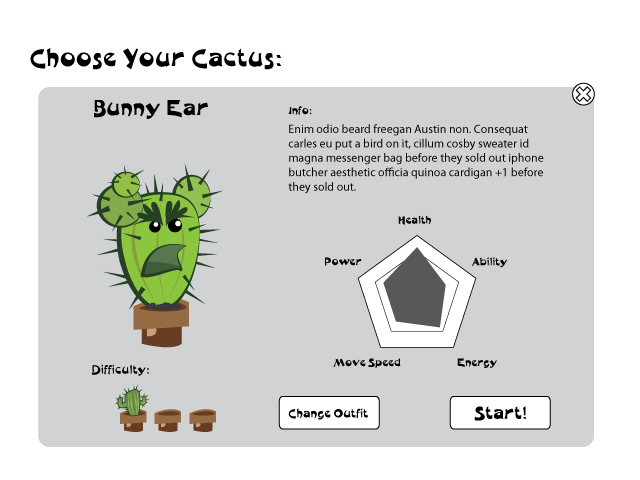 Choose Your Cactus:
Bunny Ear
Info:
Enim odio beard freegan Austin non. Consequat
carles eu put a bird on it, cillum cosby sweater id
magna messenger bag before they sold out iphone
butcher aesthetic officia quinoa cardigan +1 before
they sold out.
Health
Power
Ability
Move Speed
Energy
Difficulty:
Change Outfit
Start!